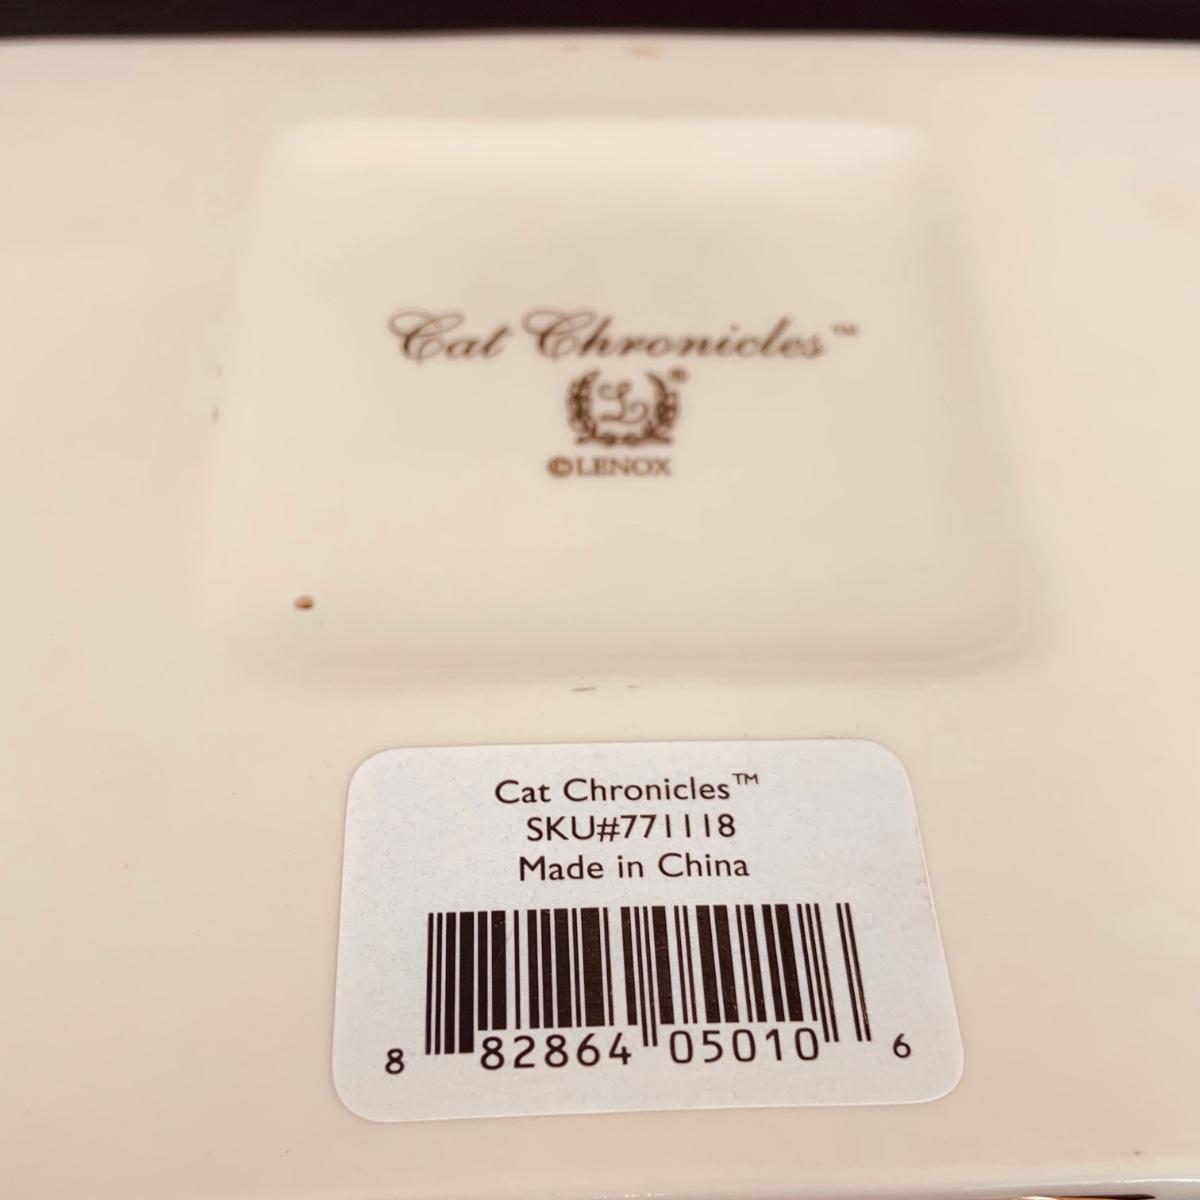 Cat Chronicles™
L®
©LENOX
Cat Chronicles™
SKU#771118
Made in China
8 82864 05010 6